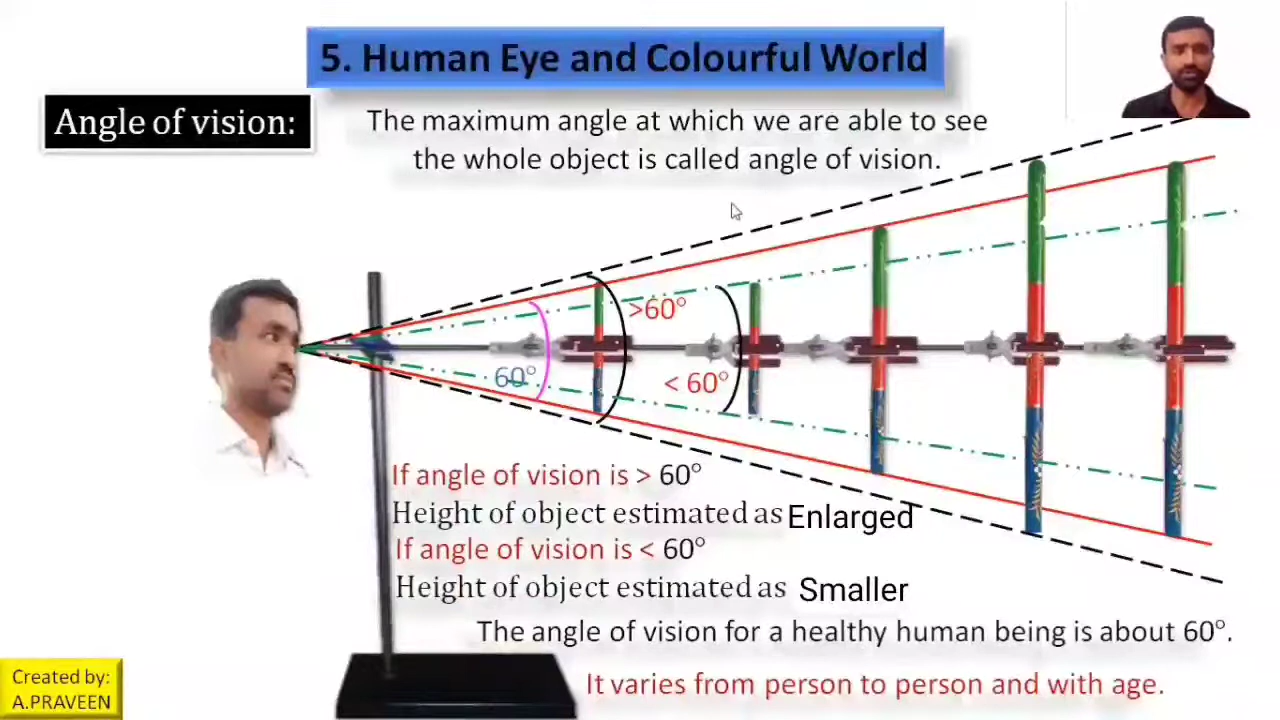 5. Human Eye and Colourful World
Angle of vision:
The maximum angle at which we are able to see
the whole object is called angle of vision.
>60°
60°
< 60°
If angle of vision is > 60°
Height of object estimated as Enlarged
If angle of vision is < 60°
Height of object estimated as Smaller
The angle of vision for a healthy human being is about 60°.
It varies from person to person and with age.
Created by:
A.PRAVEEN